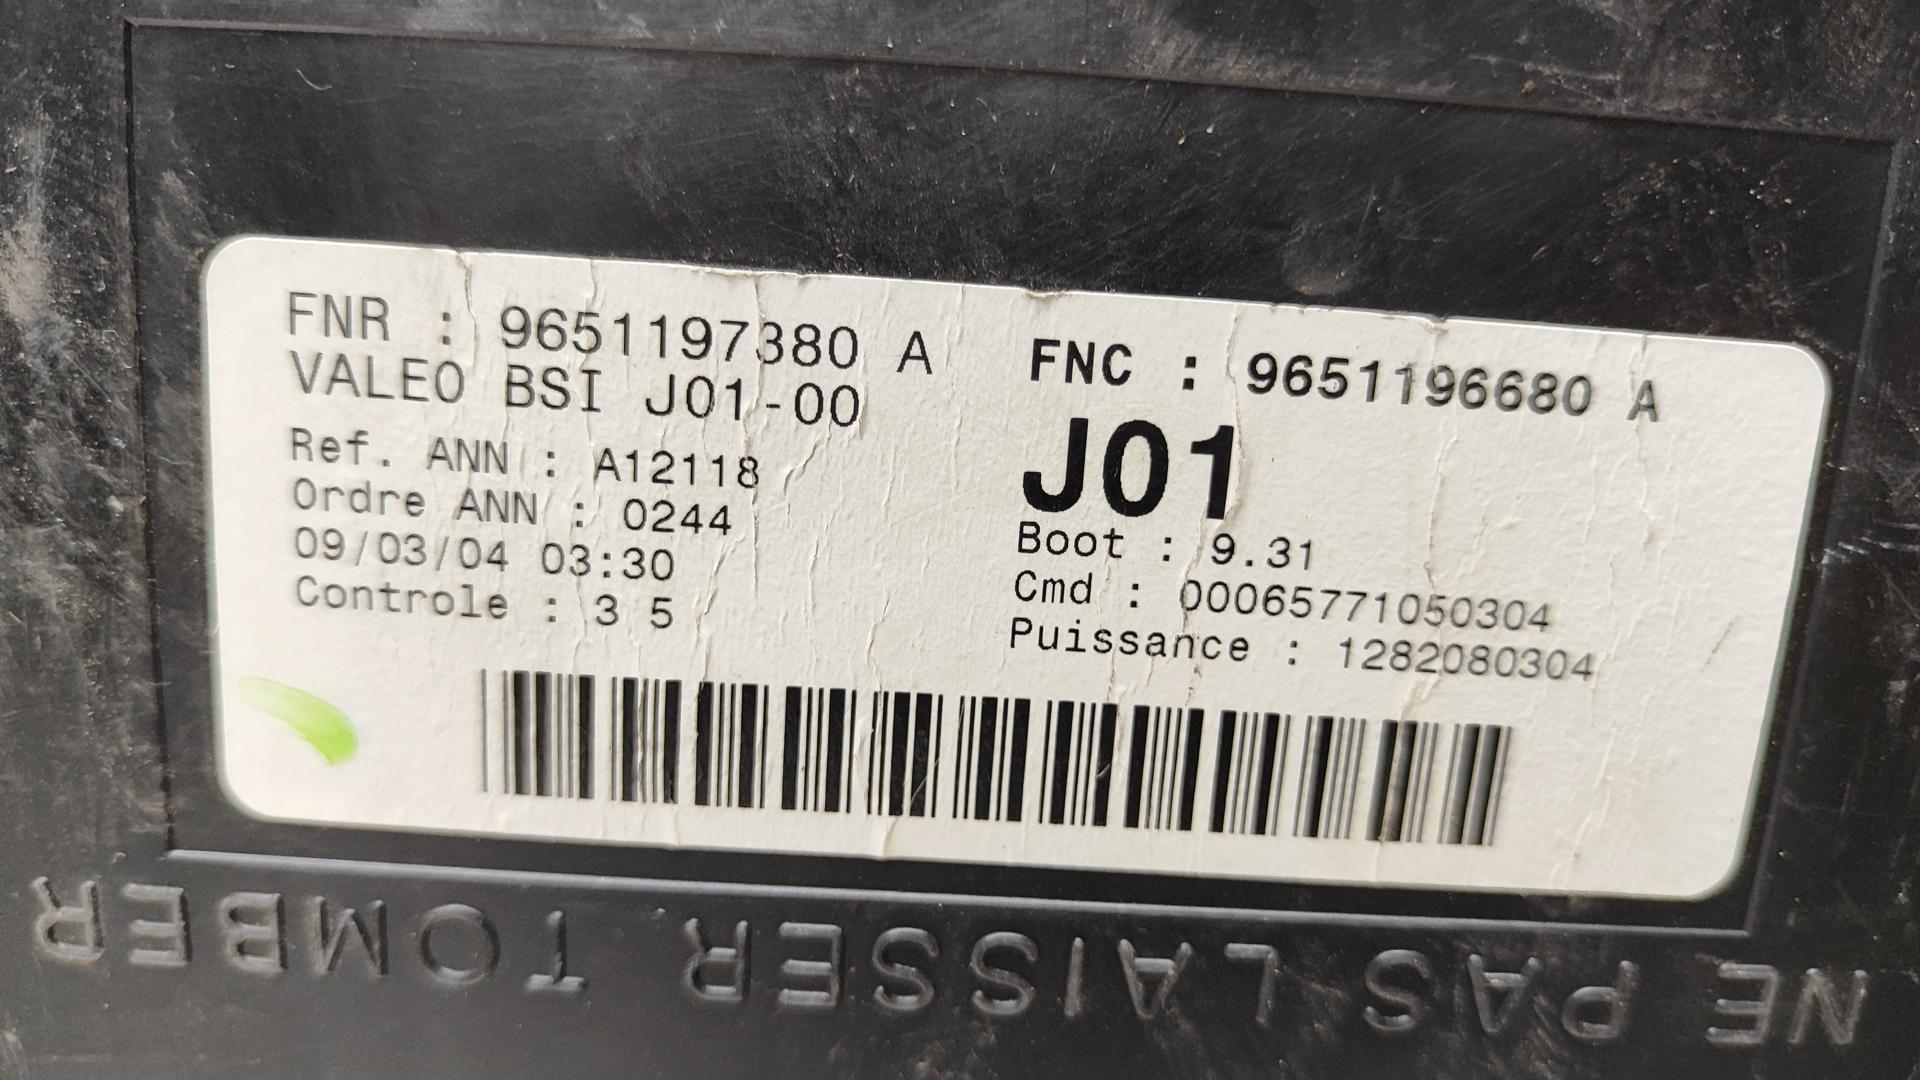 FNR : 9651197380 A
VALEO BSI J01-00
Ref. ANN : A12118
Ordre ANN : 0244
09/03/04 03:30
Controle : 3 5
FNC : 9651196680 A
J01
Boot : 9.31
Cmd : 00065771050304
Puissance : 1282080304
NE PAS LAISSER TOMBER